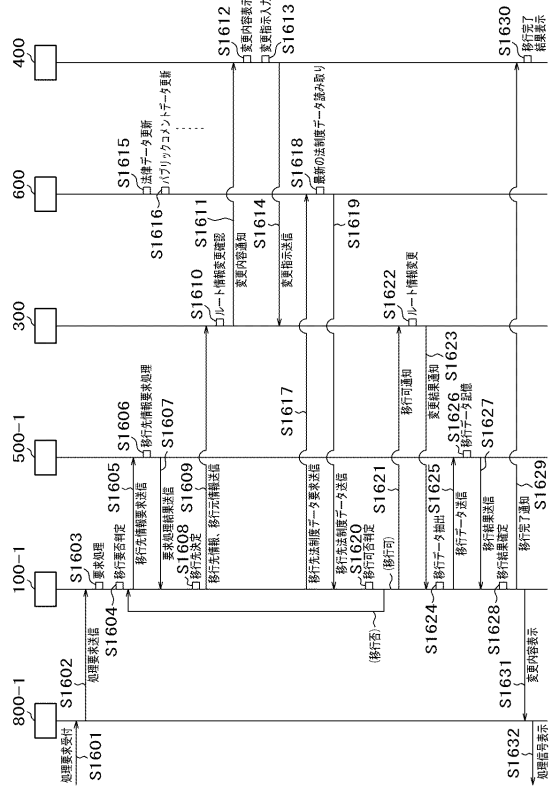 800-1
100-1
500-1
300
600
400
処理要求受付
S1601
S1602
処理要求送信
S1603
要求処理
S1604
移行要否判定
S1605
移行先情報要求送信
S1606
移行先情報要求処理
S1607
要求処理結果送信
S1608
移行先決定
S1609
移行先情報、移行元情報送信
S1610
ルート情報変更確認
S1611
変更内容通知
S1612
変更内容表示
S1613
変更指示入力
S1614
変更指示送信
S1615
法律データ更新
S1616
パブリックコメントデータ更新
S1617
移行先法制度データ要求送信
S1618
最新の法制度データ読み取り
S1619
移行先法制度データ送信
S1620
移行可否判定
(移行可)
(移行否)
S1621
移行可通知
S1622
ルート情報変更
S1623
変更結果通知
S1624
移行データ抽出
S1625
移行データ送信
S1626
移行データ記憶
S1627
移行結果送信
S1628
移行結果確定
S1629
移行完了通知
S1630
移行完了
結果表示
S1631
変更内容表示
S1632
処理信号表示